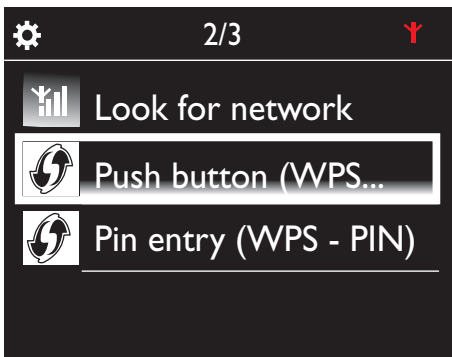 2/3
Look for network
Push button (WPS...
Pin entry (WPS - PIN)